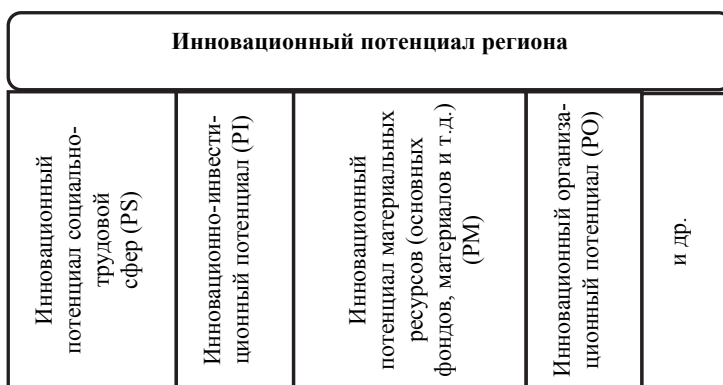 Инновационный потенциал региона
Инновационный
потенциал социально-
трудовой
сфер (PS)
Инновационно-инвести-
ционный потенциал (PI)
Инновационный
потенциал материальных
ресурсов (основных
фондов, материалов и т.д.)
(PM)
Инновационный организа-
ционный потенциал (PO)
и др.